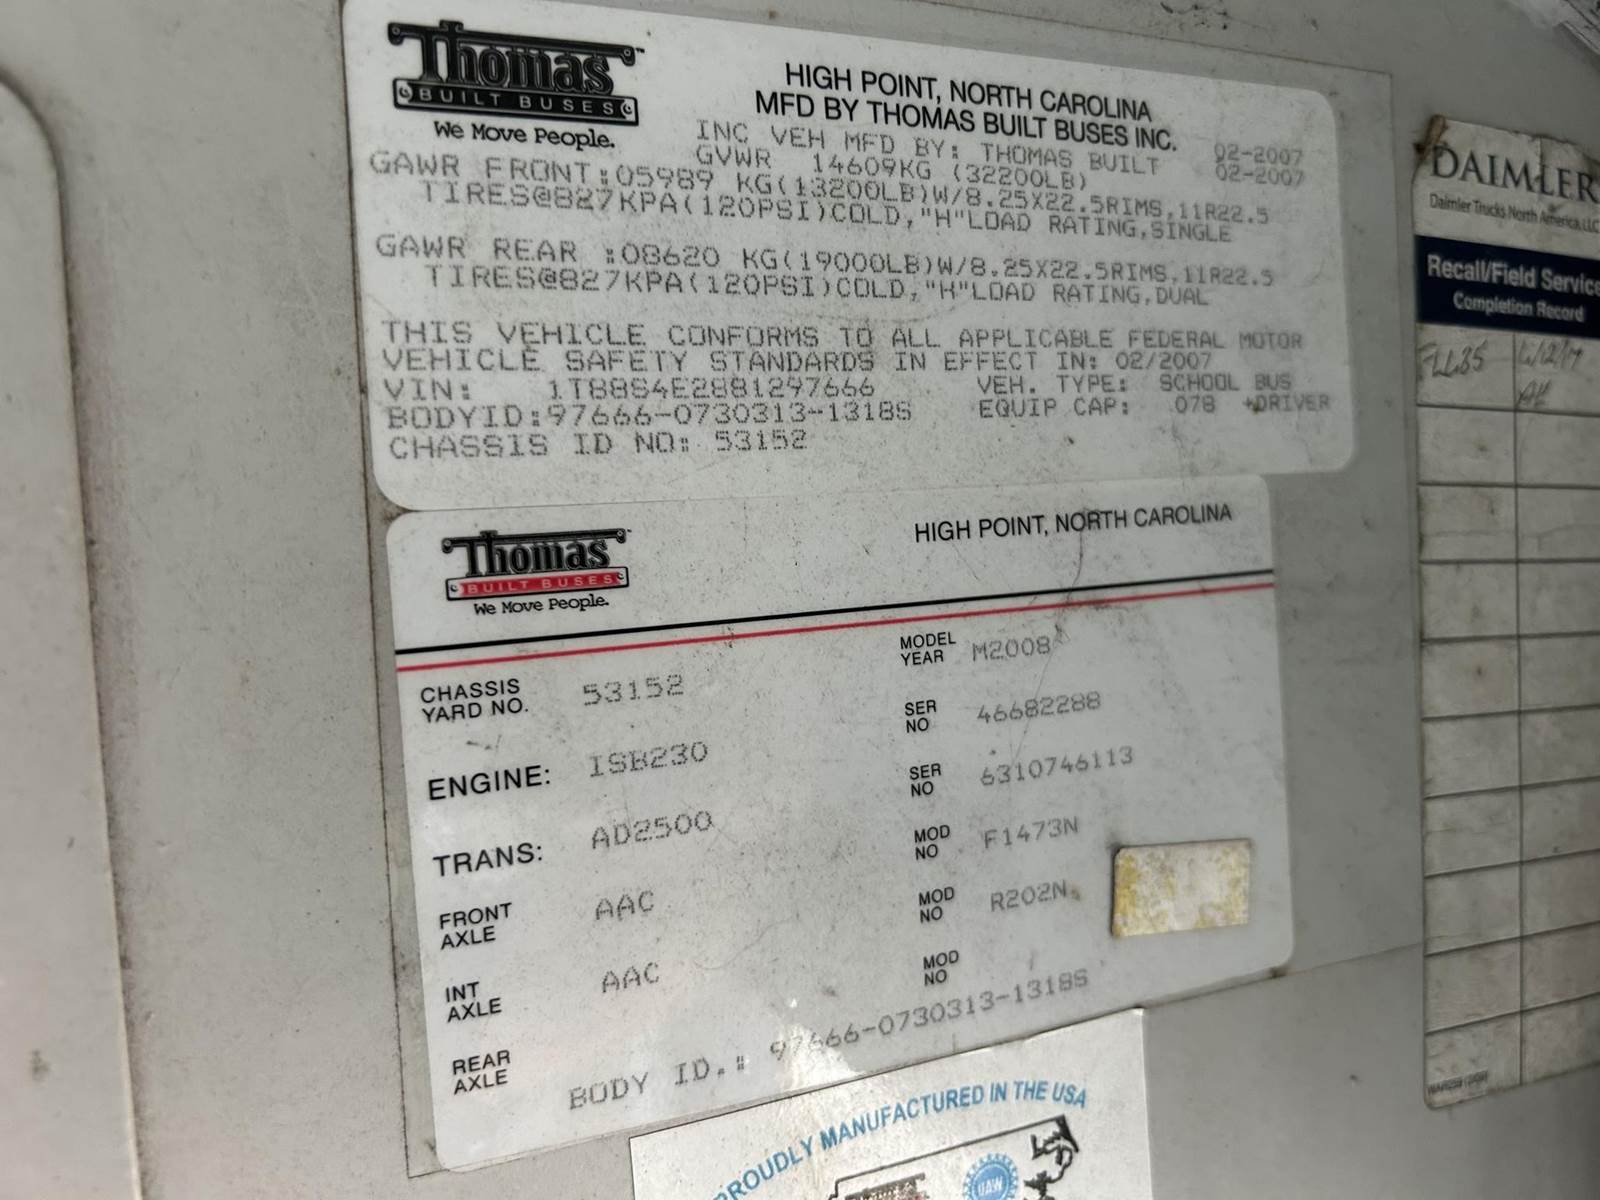 Thomas
BUILT BUSES
We Move People.
HIGH POINT, NORTH CAROLINA
MFD BY THOMAS BUILT BUSES INC.
INC VEH MFD BY: THOMAS BUILT 02-2007
GVWR 14609KG (32200LB) 02-2007
GAWR FRONT:05989 KG(13200LB)W/8.25X22.5RIMS,11R22.5
TIRES@827KPA(120PSI)COLD,"H"LOAD RATING,SINGLE
GAWR REAR :08620 KG(19000LB)W/8.25X22.5RIMS,11R22.5
TIRES@827KPA(120PSI)COLD,"H"LOAD RATING,DUAL
THIS VEHICLE CONFORMS TO ALL APPLICABLE FEDERAL MOTOR
VEHICLE SAFETY STANDARDS IN EFFECT IN: 02/2007
VIN: 1T88S4E2881297666 VEH. TYPE: SCHOOL BUS
BODYID:97666-0730313-1318S EQUIP CAP: 078 +DRIVER
CHASSIS ID NO: 53152
Thomas
BUILT BUSES
We Move People.
HIGH POINT, NORTH CAROLINA
CHASSIS YARD NO. 53152 MODEL YEAR M2008
ENGINE: ISB230 SER NO 46682288
TRANS: AD2500 SER NO 6310746113
FRONT AXLE AAC MOD NO F1473N
INT AXLE AAC MOD NO R202N
REAR AXLE MOD NO
BODY ID.: 97666-0730313-1318S
PROUDLY MANUFACTURED IN THE USA
UAW
DAIMLER
Daimler Trucks North America LLC
Recall/Field Service
Completion Record